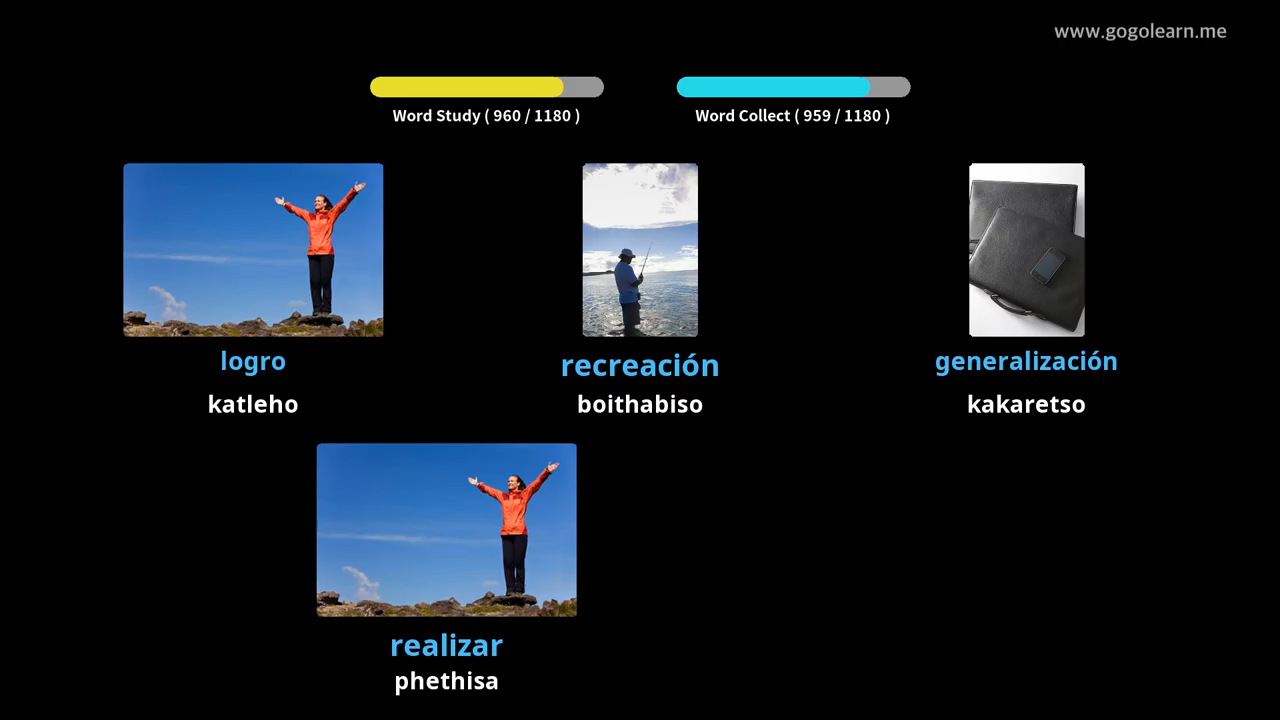 www.gogolearn.me
Word Study ( 960 / 1180 )
Word Collect ( 959 / 1180 )
logro
katleho
recreación
boithabiso
generalización
kakaretso
realizar
phethisa